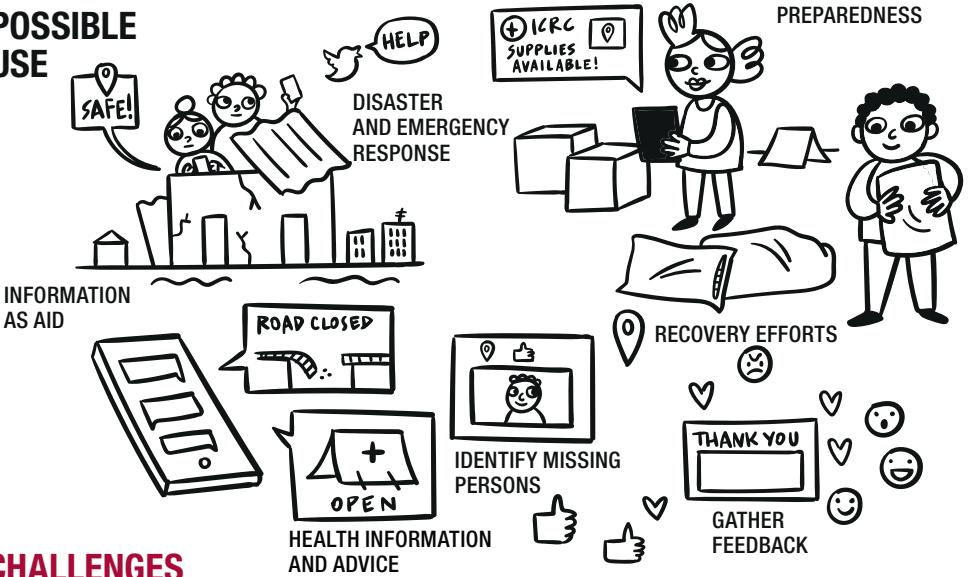 POSSIBLE
USE
SAFE!
HELP
DISASTER
AND EMERGENCY
RESPONSE
ICRC
SUPPLIES
AVAILABLE!
PREPAREDNESS
INFORMATION
AS AID
ROAD CLOSED
OPEN
HEALTH INFORMATION
AND ADVICE
IDENTIFY MISSING
PERSONS
RECOVERY EFFORTS
THANK YOU
GATHER
FEEDBACK
CHALLENGES